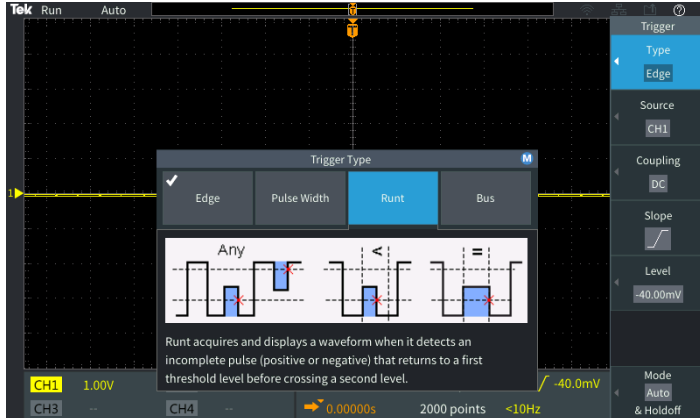 Tek Run Auto
T
Trigger
Type
Edge
Source
CH1
Coupling
DC
Slope
Level
-40.00mV
Mode
Auto
& Holdoff
1
Trigger Type
M
Edge
Pulse Width
Runt
Bus
Any
<
=
Runt acquires and displays a waveform when it detects an
incomplete pulse (positive or negative) that returns to a first
threshold level before crossing a second level.
CH1 1.00V
-40.0mV
CH3 --
CH4 --
0.00000s
2000 points
<10Hz